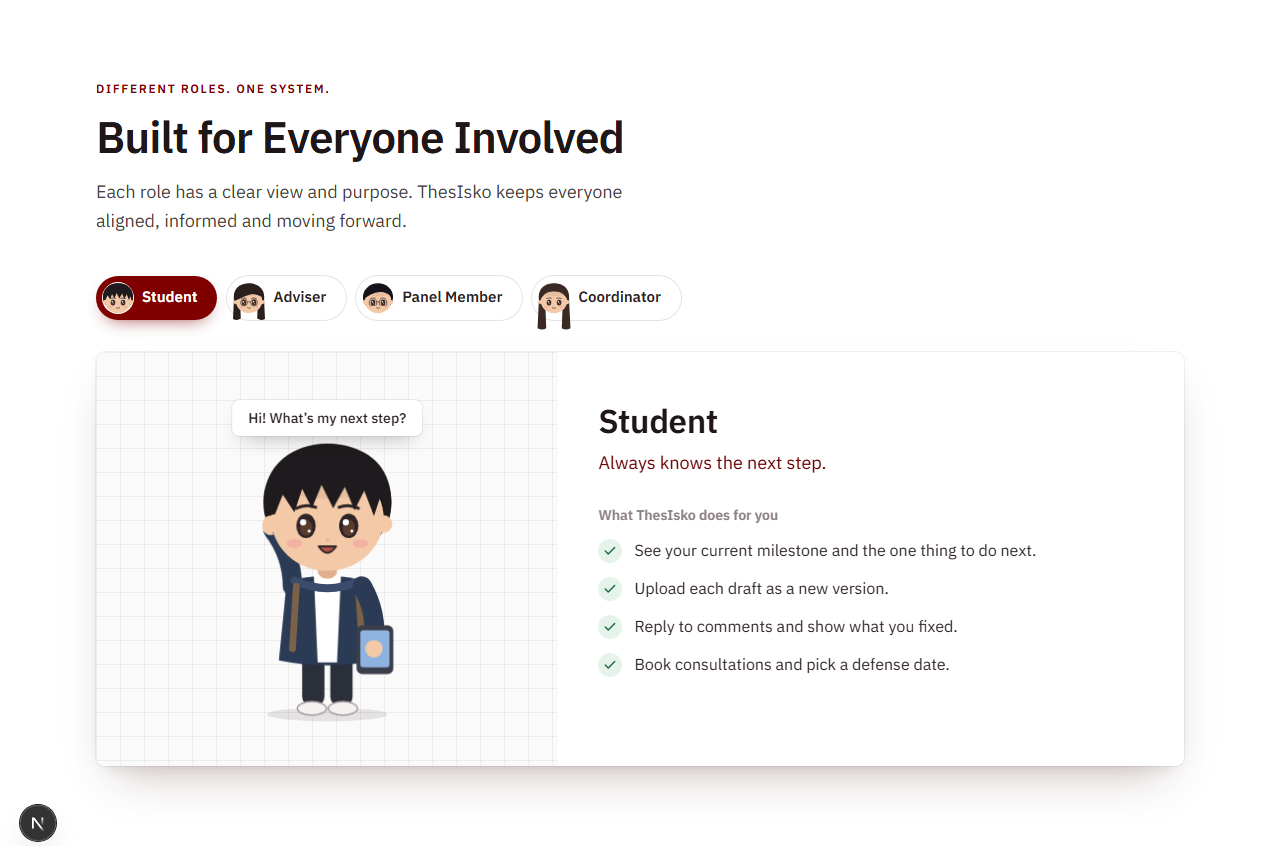 DIFFERENT ROLES. ONE SYSTEM.
Built for Everyone Involved
Each role has a clear view and purpose. ThesIsko keeps everyone
aligned, informed and moving forward.
Student
Adviser
Panel Member
Coordinator
Hi! What’s my next step?
Student
Always knows the next step.
What ThesIsko does for you
See your current milestone and the one thing to do next.
Upload each draft as a new version.
Reply to comments and show what you fixed.
Book consultations and pick a defense date.
N